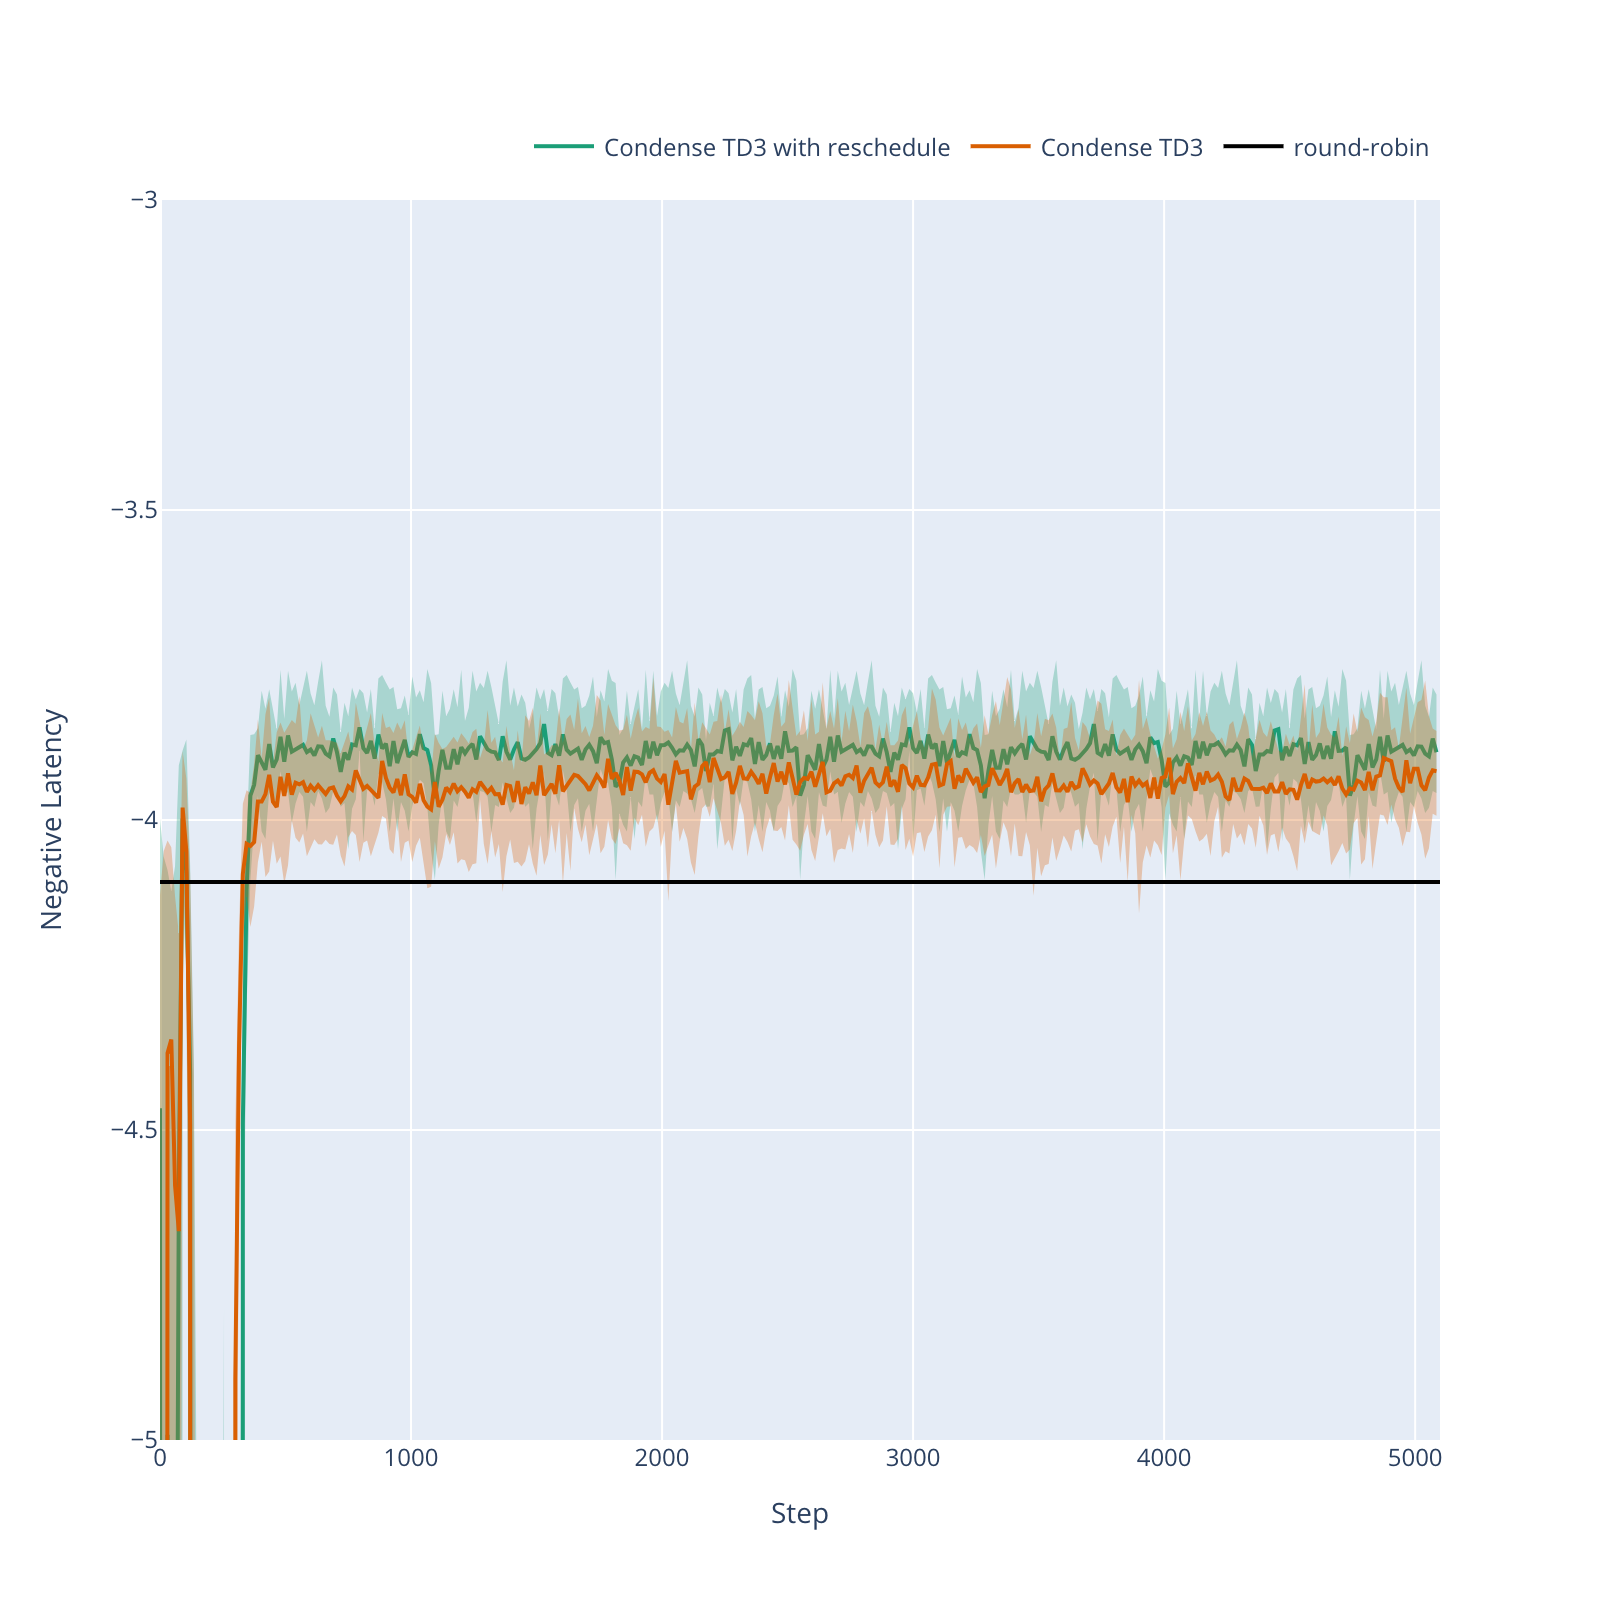 Condense TD3 with reschedule Condense TD3 round-robin
−3
−3.5
−4
−4.5
−5
Negative Latency
0 1000 2000 3000 4000 5000
Step